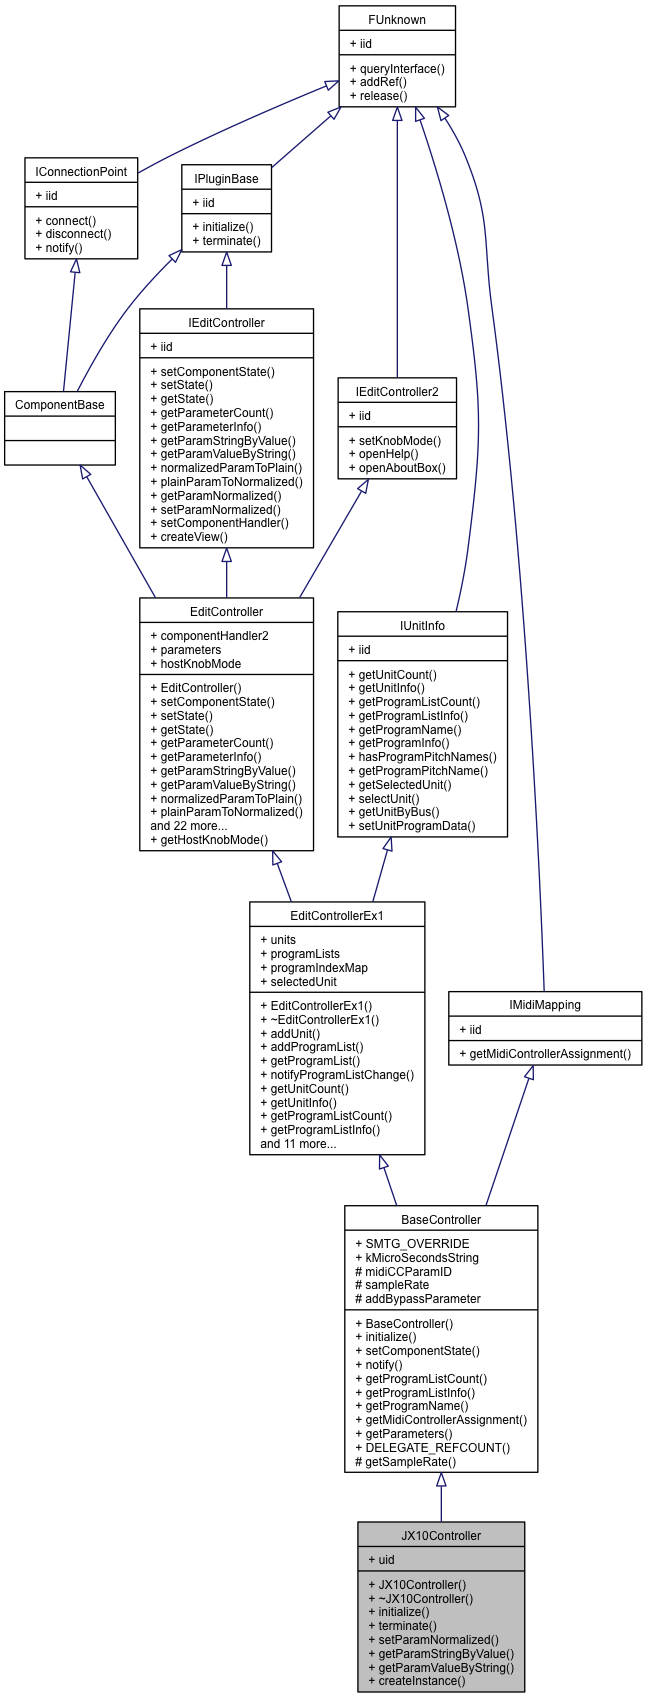 FUnknown
+ iid
+ queryInterface()
+ addRef()
+ release()
IConnectionPoint
+ iid
+ connect()
+ disconnect()
+ notify()
IPluginBase
+ iid
+ initialize()
+ terminate()
IEditController
+ iid
+ setComponentState()
+ setState()
+ getState()
+ getParameterCount()
+ getParameterInfo()
+ getParamStringByValue()
+ getParamValueByString()
+ normalizedParamToPlain()
+ plainParamToNormalized()
+ getParamNormalized()
+ setParamNormalized()
+ setComponentHandler()
+ createView()
IEditController2
+ iid
+ setKnobMode()
+ openHelp()
+ openAboutBox()
ComponentBase
EditController
+ componentHandler2
+ parameters
+ hostKnobMode
+ EditController()
+ setComponentState()
+ setState()
+ getState()
+ getParameterCount()
+ getParameterInfo()
+ getParamStringByValue()
+ getParamValueByString()
+ normalizedParamToPlain()
+ plainParamToNormalized()
and 22 more...
+ getHostKnobMode()
IUnitInfo
+ iid
+ getUnitCount()
+ getUnitInfo()
+ getProgramListCount()
+ getProgramListInfo()
+ getProgramName()
+ getProgramInfo()
+ hasProgramPitchNames()
+ getProgramPitchName()
+ getSelectedUnit()
+ selectUnit()
+ getUnitByBus()
+ setUnitProgramData()
EditControllerEx1
+ units
+ programLists
+ programIndexMap
+ selectedUnit
+ EditControllerEx1()
+ ~EditControllerEx1()
+ addUnit()
+ addProgramList()
+ getProgramList()
+ notifyProgramListChange()
+ getUnitCount()
+ getUnitInfo()
+ getProgramListCount()
+ getProgramListInfo()
and 11 more...
IMidiMapping
+ iid
+ getMidiControllerAssignment()
BaseController
+ SMTG_OVERRIDE
+ kMicroSecondsString
# midiCCParamID
# sampleRate
# addBypassParameter
+ BaseController()
+ initialize()
+ setComponentState()
+ notify()
+ getProgramListCount()
+ getProgramListInfo()
+ getProgramName()
+ getMidiControllerAssignment()
+ getParameters()
+ DELEGATE_REFCOUNT()
# getSampleRate()
JX10Controller
+ uid
+ JX10Controller()
+ ~JX10Controller()
+ initialize()
+ terminate()
+ setParamNormalized()
+ getParamStringByValue()
+ getParamValueByString()
+ createInstance()